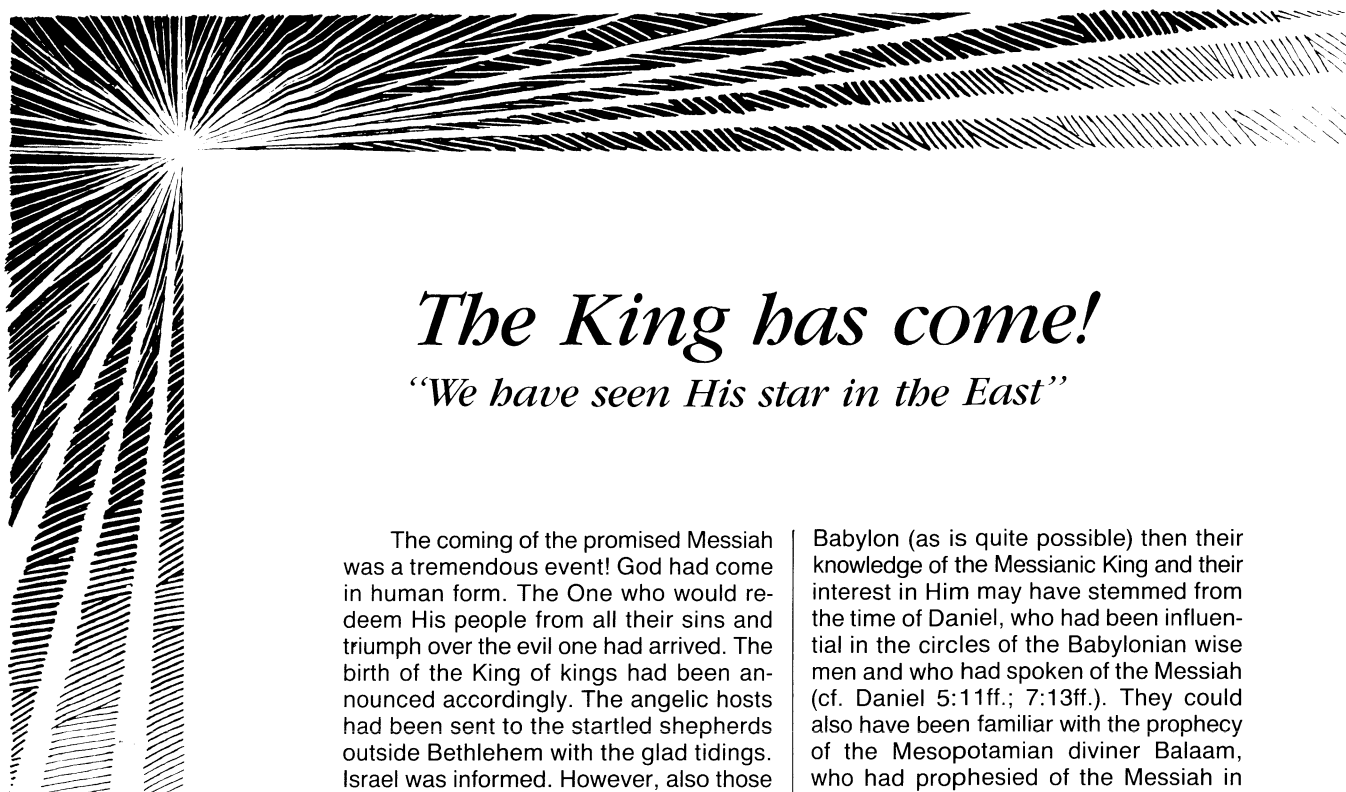 The King has come!
“We have seen His star in the East”
The coming of the promised Messiah
was a tremendous event! God had come
in human form. The One who would re-
deem His people from all their sins and
triumph over the evil one had arrived. The
birth of the King of kings had been an-
nounced accordingly. The angelic hosts
had been sent to the startled shepherds
outside Bethlehem with the glad tidings.
Israel was informed. However, also those
Babylon (as is quite possible) then their
knowledge of the Messianic King and their
interest in Him may have stemmed from
the time of Daniel, who had been influen-
tial in the circles of the Babylonian wise
men and who had spoken of the Messiah
(cf. Daniel 5:11ff.; 7:13ff.). They could
also have been familiar with the prophecy
of the Mesopotamian diviner Balaam,
who had prophesied of the Messiah in